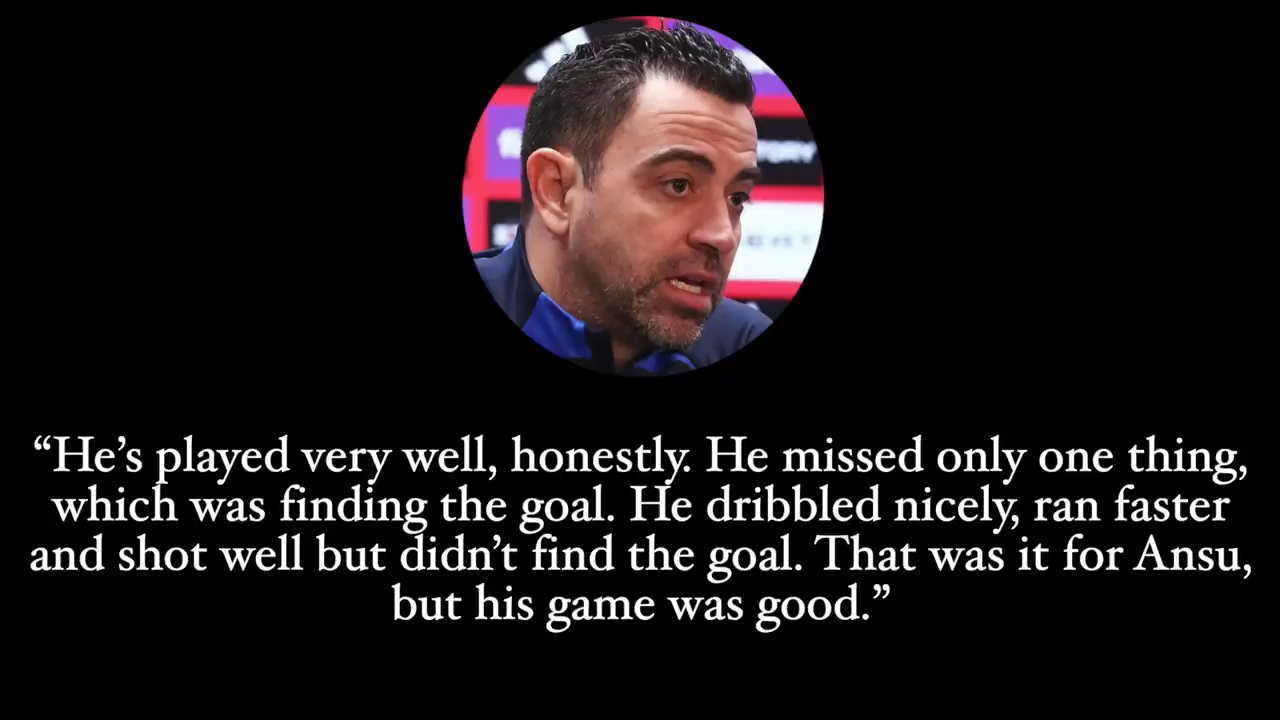 “He’s played very well, honestly. He missed only one thing,
which was finding the goal. He dribbled nicely, ran faster
and shot well but didn’t find the goal. That was it for Ansu,
but his game was good.”